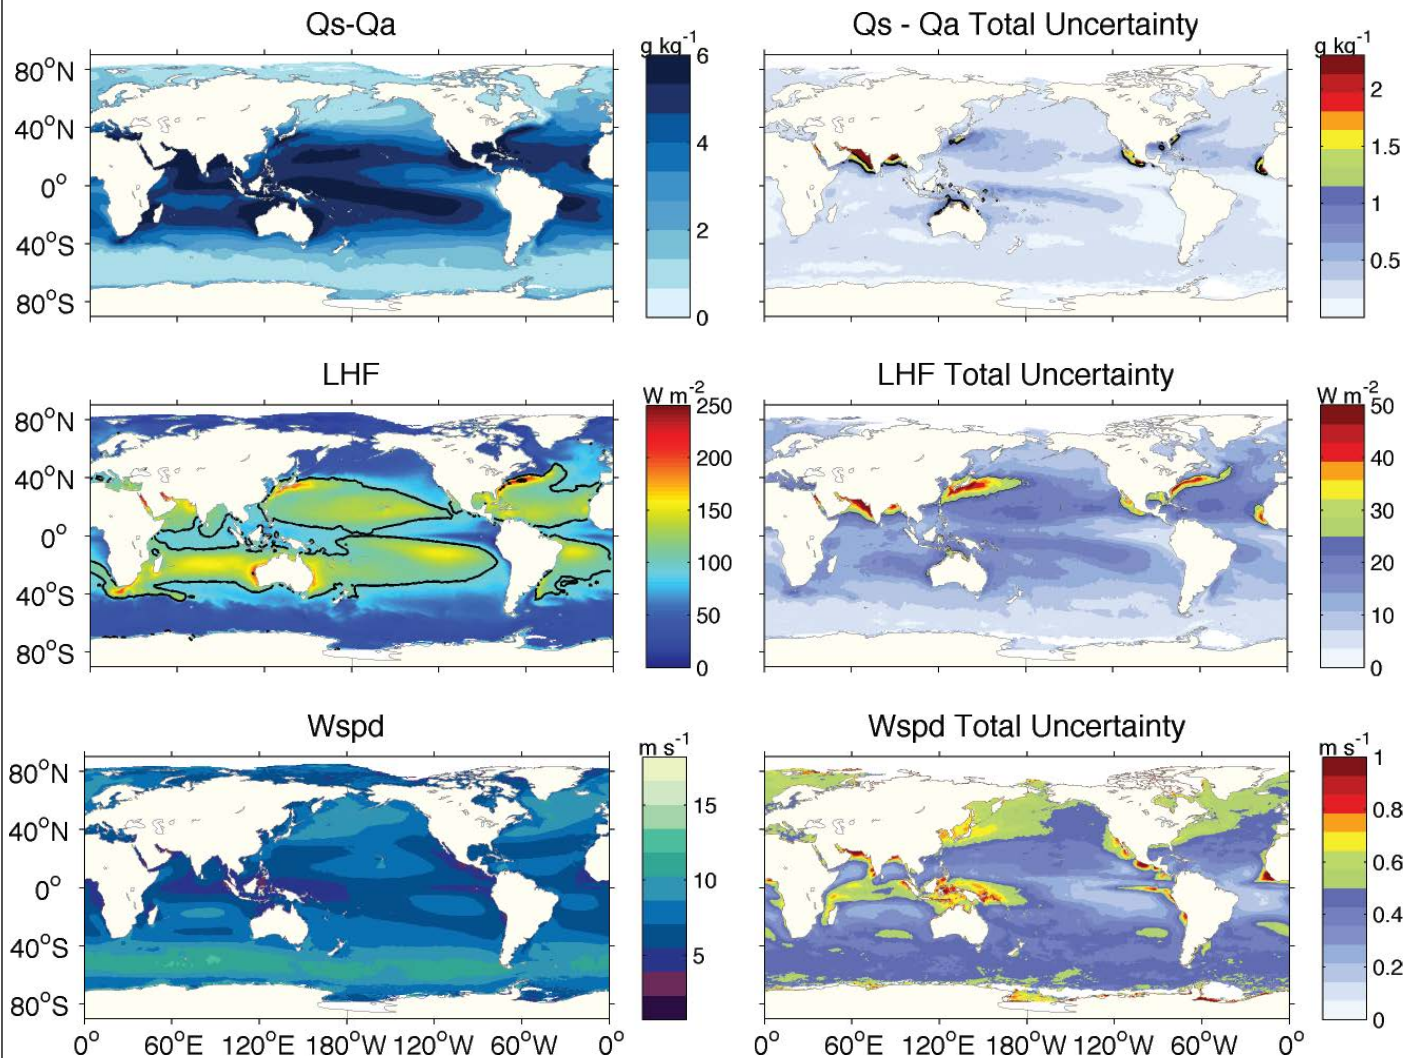 Qs-Qa
Qs - Qa Total Uncertainty
g kg⁻¹
g kg⁻¹
80°N
40°N
0°
40°S
80°S
6
4
2
0
2
1.5
1
0.5
LHF
LHF Total Uncertainty
W m⁻²
W m⁻²
80°N
40°N
0°
40°S
80°S
250
200
150
100
50
0
50
40
30
20
10
0
Wspd
Wspd Total Uncertainty
m s⁻¹
m s⁻¹
80°N
40°N
0°
40°S
80°S
15
10
5
1
0.8
0.6
0.4
0.2
0
0° 60°E 120°E 180°W 120°W 60°W 0°
0° 60°E 120°E 180°W 120°W 60°W 0°